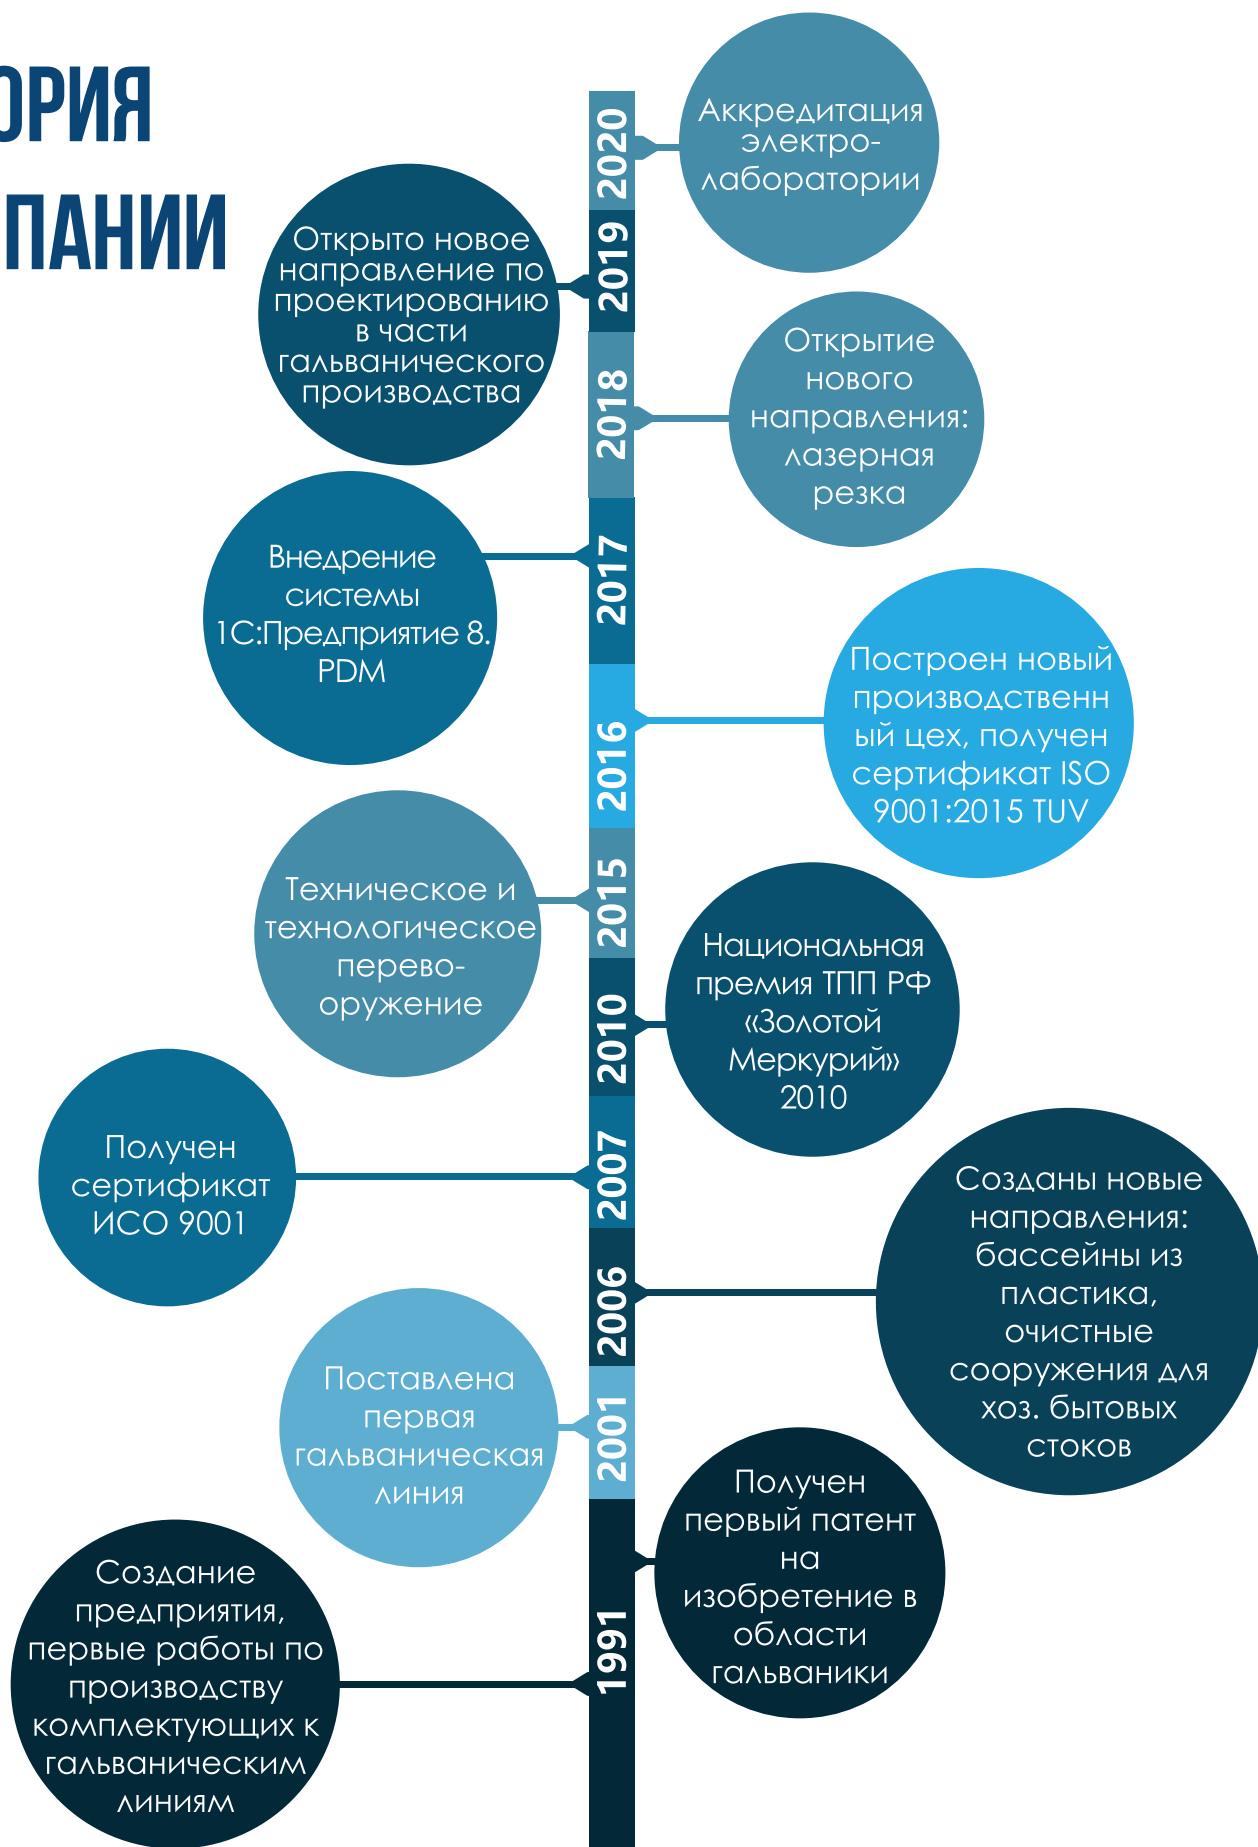 ОРИЯ
ПАНИИ
2020
Аккредитация
электро-
лаборатории
2019
Открыто новое
направление по
проектированию
в части
гальванического
производства
2018
Открытие
нового
направления:
лазерная
резка
2017
Внедрение
системы
1С:Предприятие 8.
PDM
2016
Построен новый
производственн
ый цех, получен
сертификат ISO
9001:2015 TUV
2015
Техническое и
технологическое
перево-
оружение
2010
Национальная
премия ТПП РФ
«Золотой
Меркурий»
2010
2007
Получен
сертификат
ИСО 9001
2006
Созданы новые
направления:
бассейны из
пластика,
очистные
сооружения для
хоз. бытовых
стоков
2001
Поставлена
первая
гальваническая
линия
1991
Получен
первый патент
на
изобретение в
области
гальваники
Создание
предприятия,
первые работы по
производству
комплектующих к
гальваническим
линиям